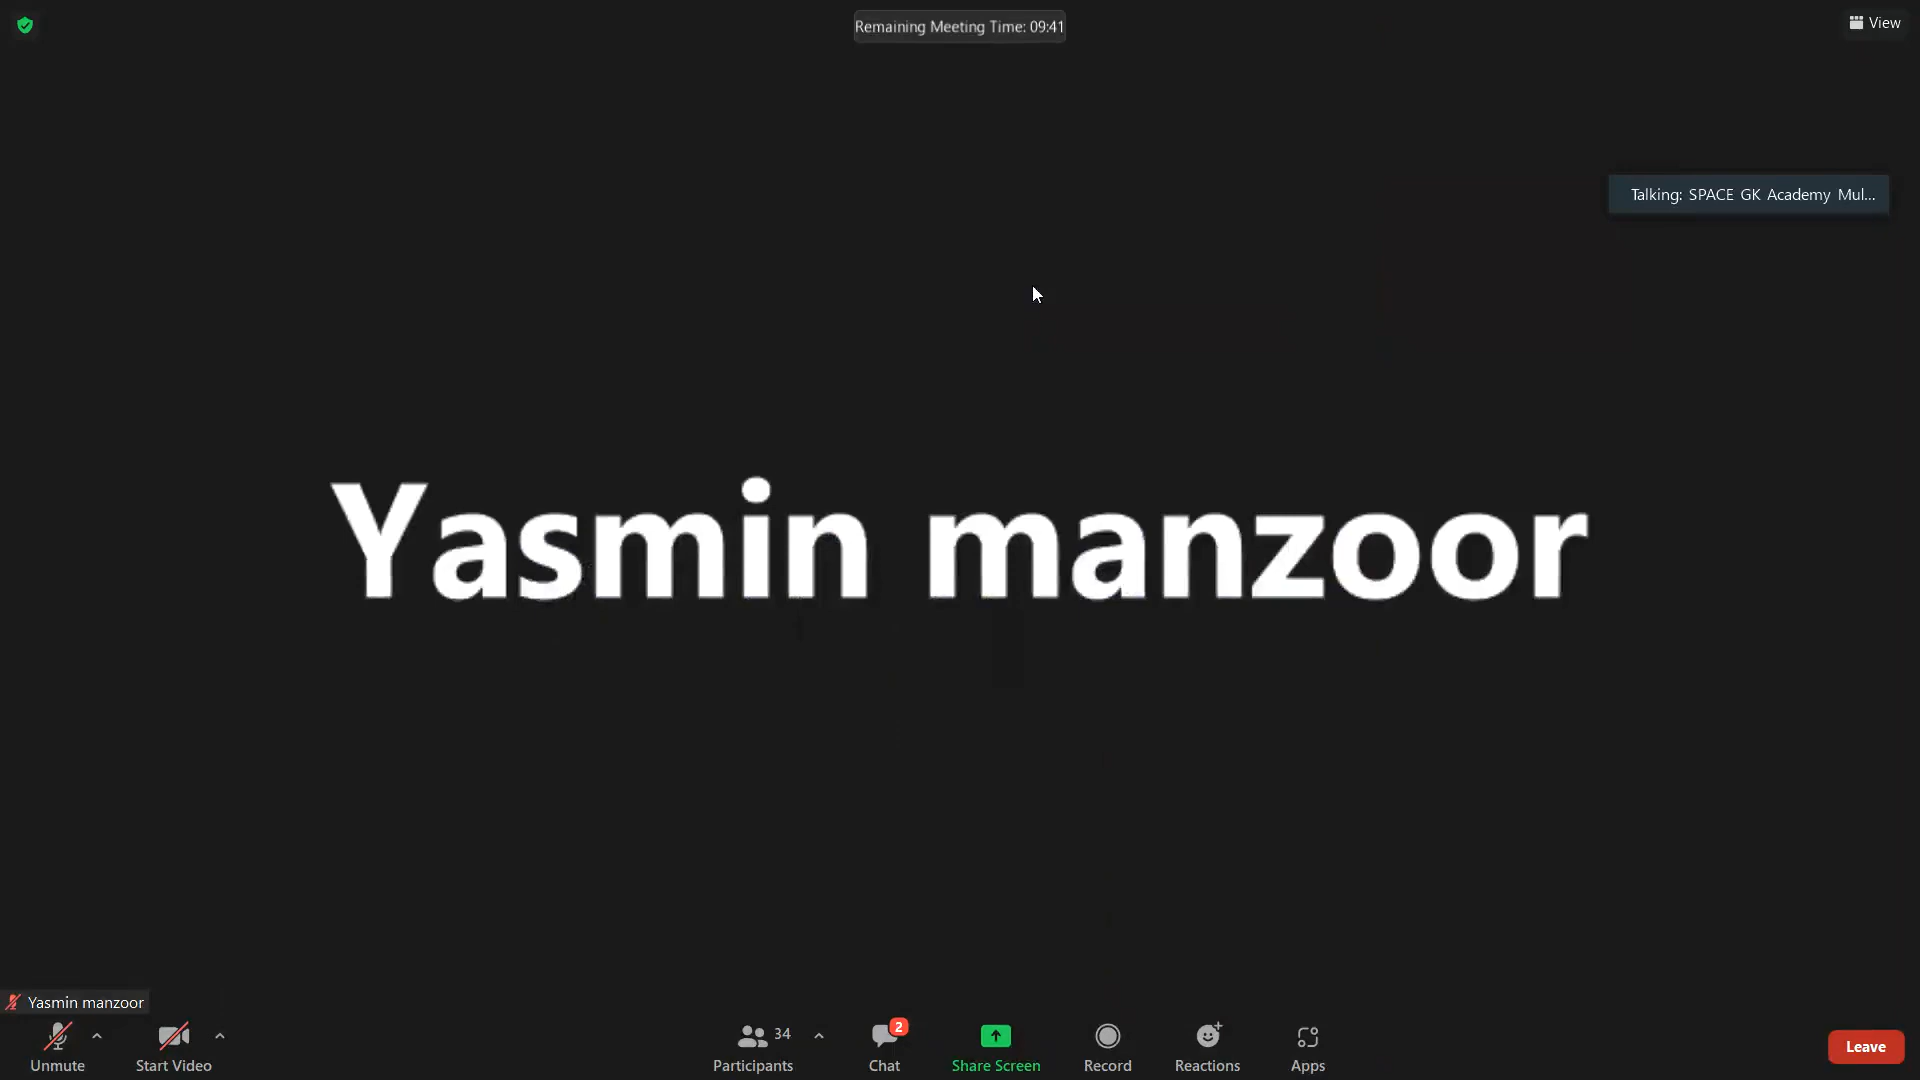 Remaining Meeting Time: 09:41
View
Talking: SPACE GK Academy Mul...
Yasmin manzoor
Yasmin manzoor
Unmute
Start Video
34
Participants
2
Chat
Share Screen
Record
Reactions
Apps
Leave